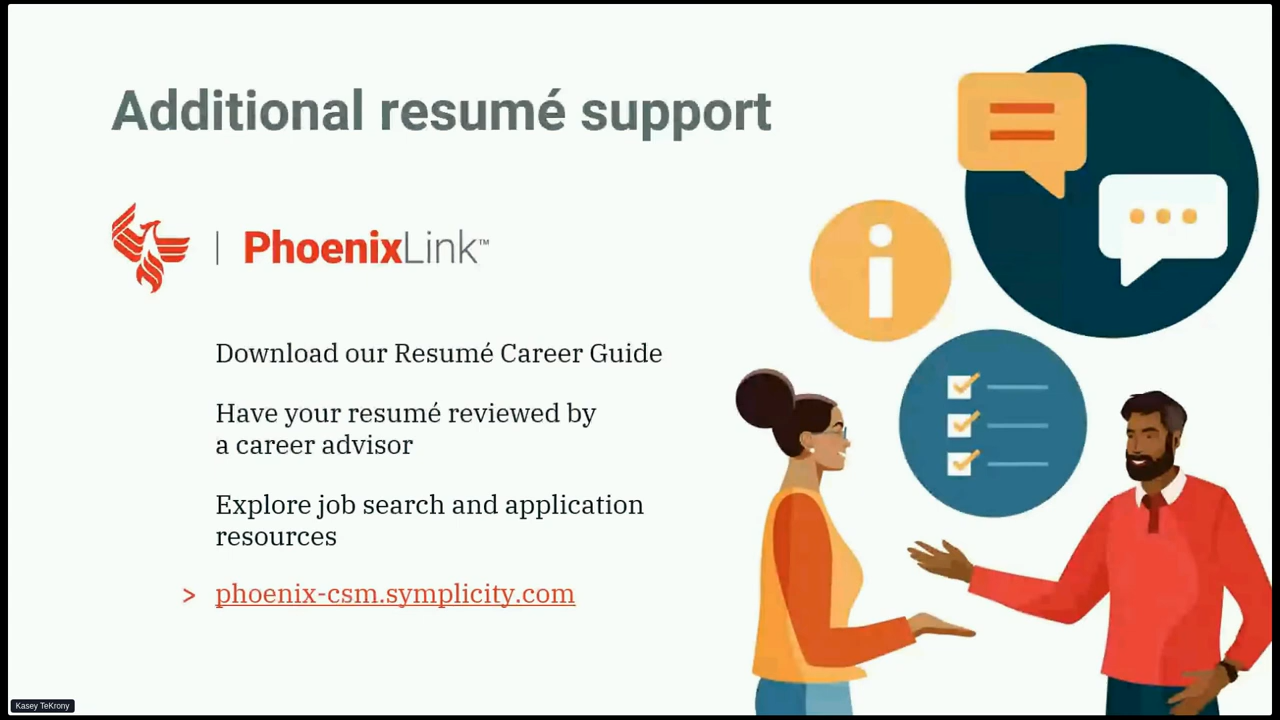 Additional resumé support
| PhoenixLink™
Download our Resumé Career Guide
Have your resumé reviewed by
a career advisor
Explore job search and application
resources
> phoenix-csm.symplicity.com
Kasey TeKrony